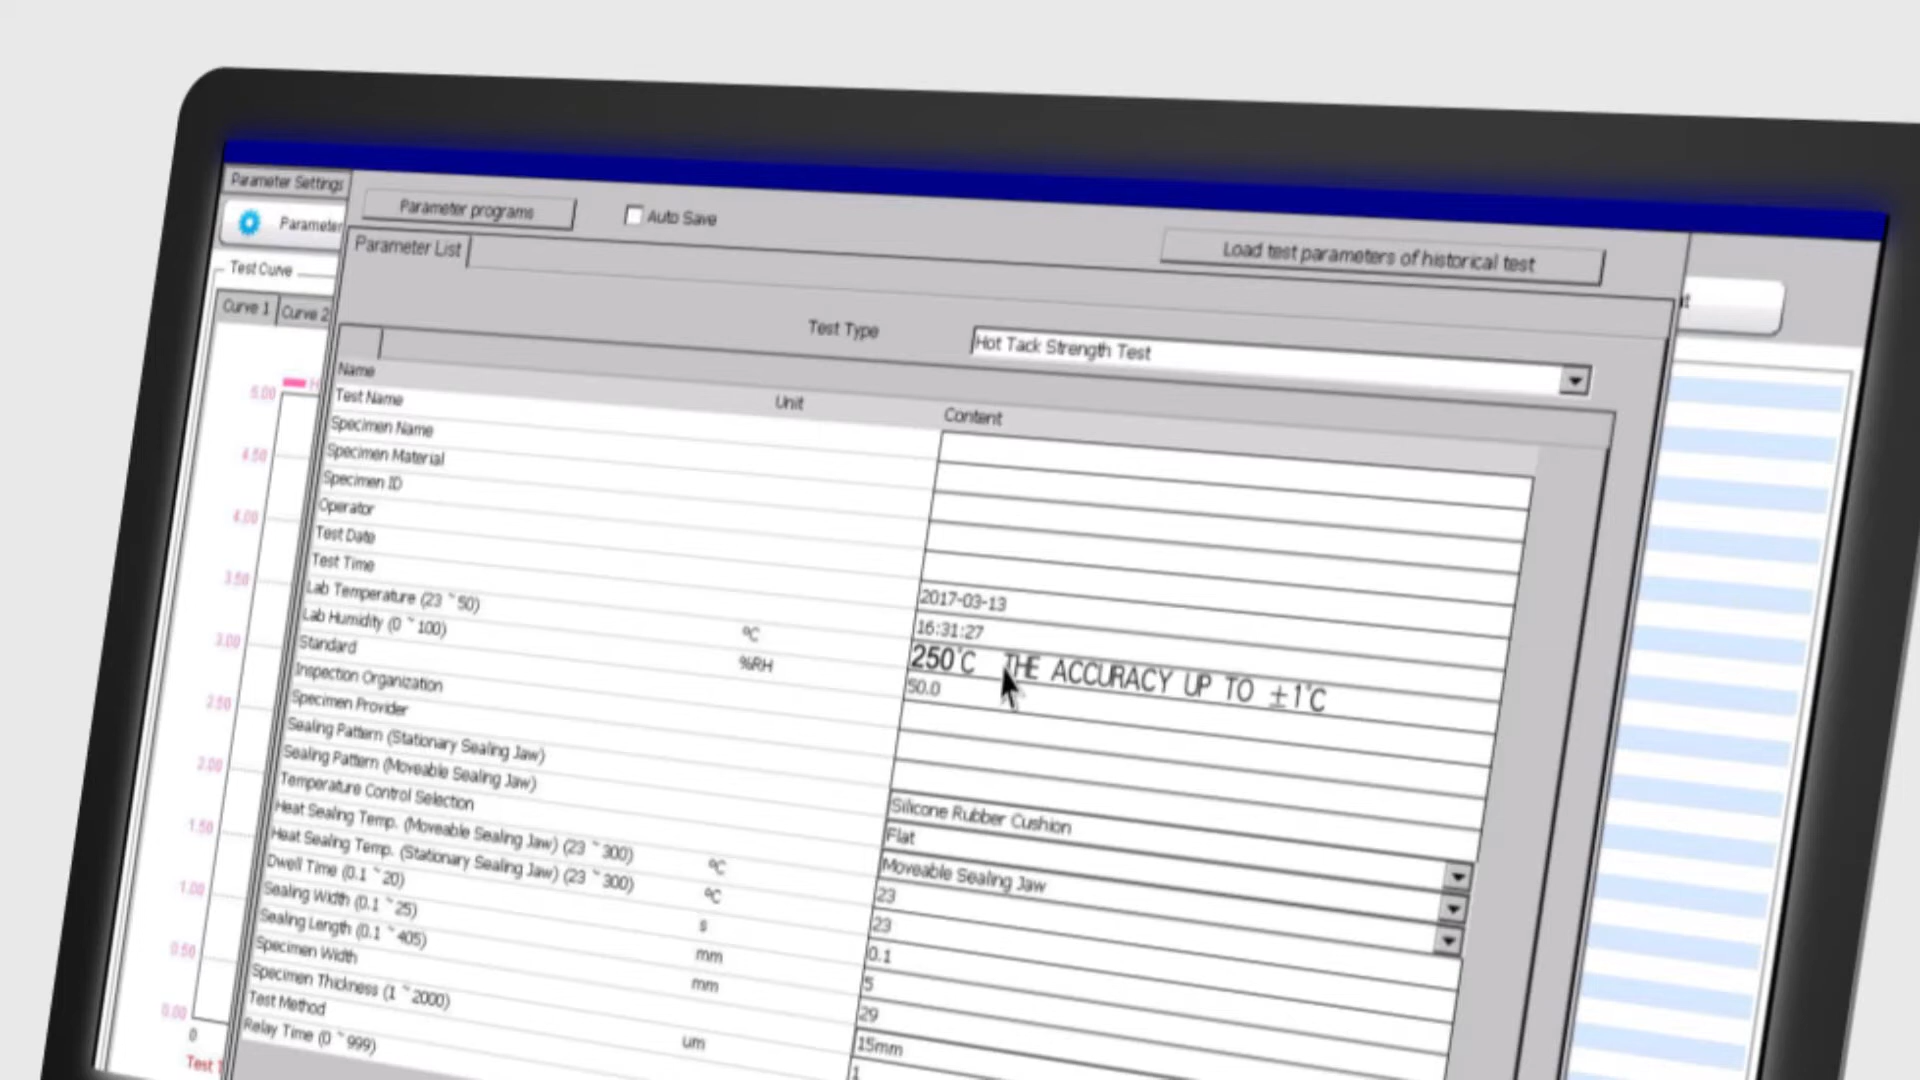 Parameter Settings
Parameter
Parameter programs
Auto Save
Load test parameters of historical test
Parameter List
Test Curve
Curve 1
Curve 2
Test Type
Hot Tack Strength Test
Name
Unit
Content
Test Name
Specimen Name
Specimen Material
Specimen ID
Operator
Test Date
2017-03-13
Test Time
16:31:27
Lab Temperature (23 ~ 50)
℃
250℃ THE ACCURACY UP TO ±1℃
Lab Humidity (0 ~ 100)
%RH
50.0
Standard
Inspection Organization
Specimen Provider
Sealing Pattern (Stationary Sealing Jaw)
Silicone Rubber Cushion
Sealing Pattern (Moveable Sealing Jaw)
Flat
Temperature Control Selection
Moveable Sealing Jaw
Heat Sealing Temp. (Moveable Sealing Jaw) (23 ~ 300)
℃
23
Heat Sealing Temp. (Stationary Sealing Jaw) (23 ~ 300)
℃
23
Dwell Time (0.1 ~ 20)
s
0.1
Sealing Width (0.1 ~ 25)
mm
5
Sealing Length (0.1 ~ 405)
mm
29
Specimen Width
15mm
Specimen Thickness (1 ~ 2000)
um
1
Test Method
Relay Time (0 ~ 999)
5.00
4.50
4.00
3.50
3.00
2.50
2.00
1.50
1.00
0.50
0.00
0
Test